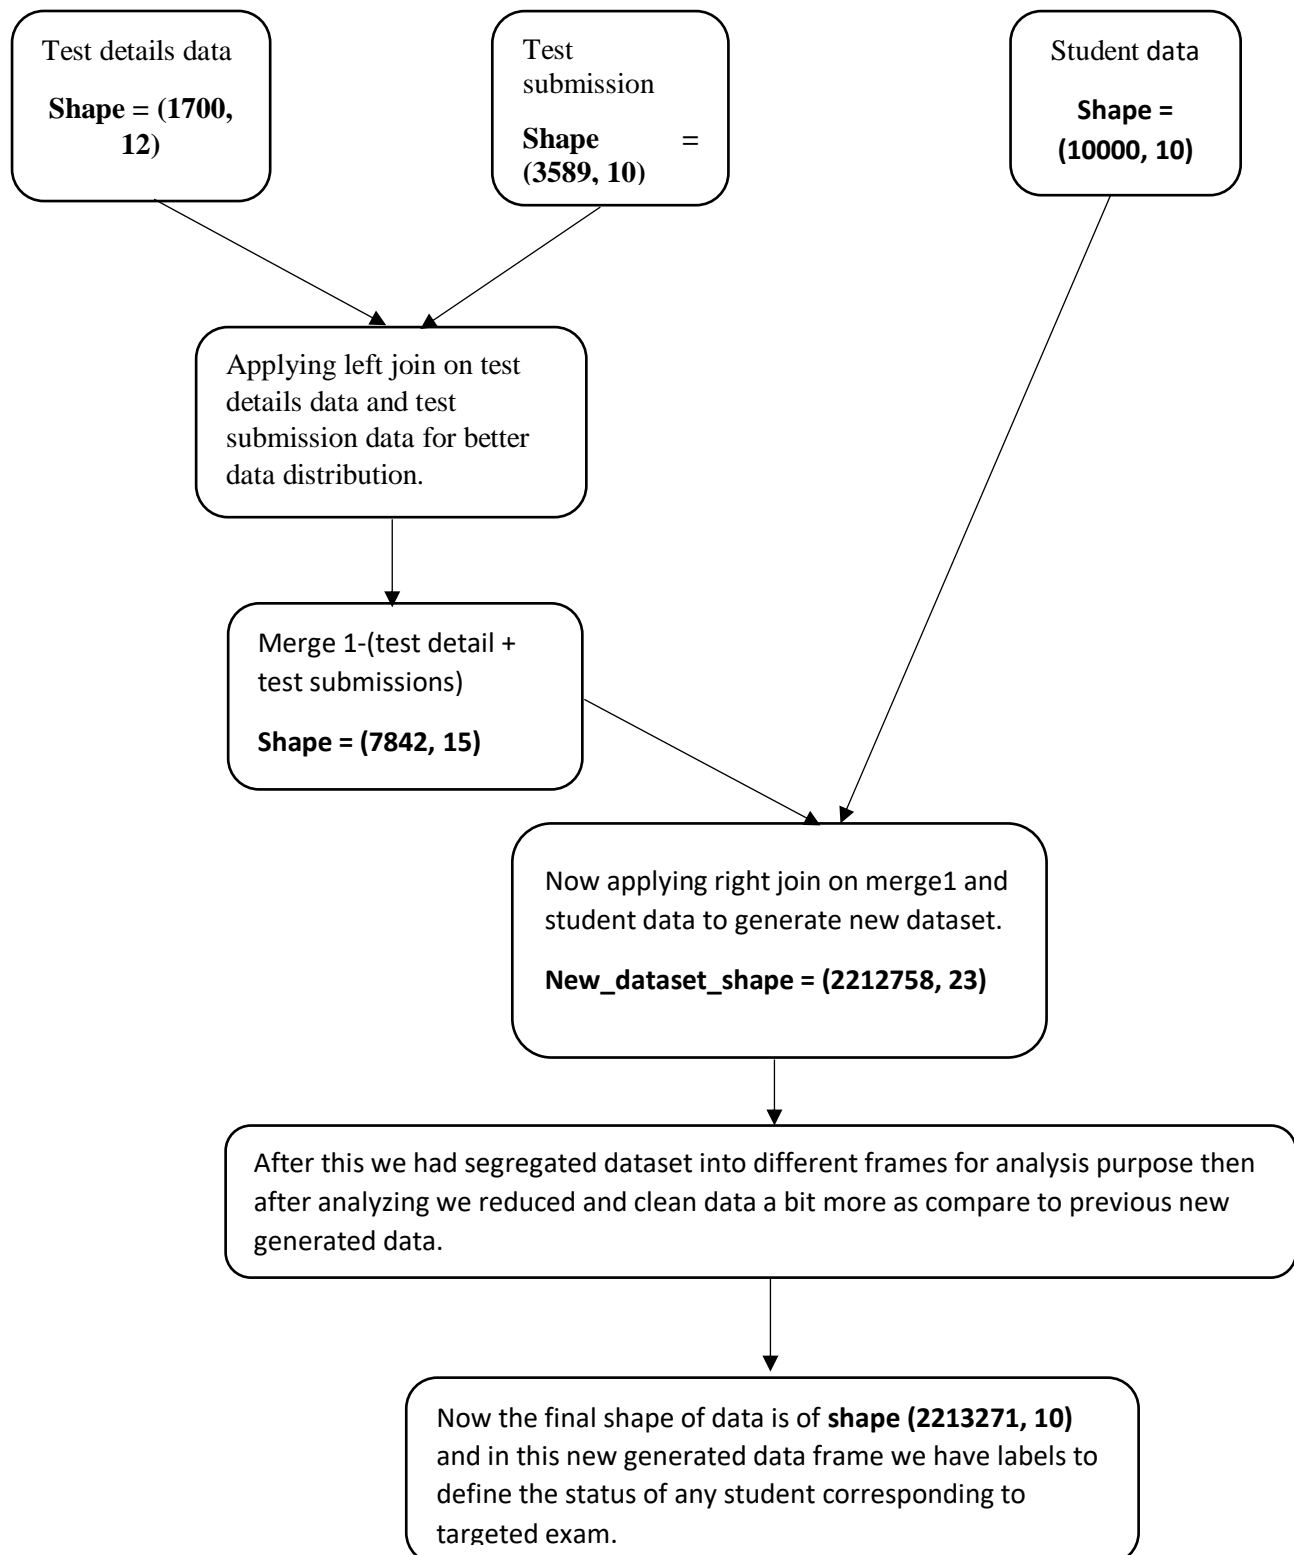 Test details data
Shape = (1700,
12)
Test
submission
Shape =
(3589, 10)
Student data
Shape =
(10000, 10)
Applying left join on test
details data and test
submission data for better
data distribution.
Merge 1-(test detail +
test submissions)
Shape = (7842, 15)
Now applying right join on merge1 and
student data to generate new dataset.
New_dataset_shape = (2212758, 23)
After this we had segregated dataset into different frames for analysis purpose then
after analyzing we reduced and clean data a bit more as compare to previous new
generated data.
Now the final shape of data is of shape (2213271, 10)
and in this new generated data frame we have labels to
define the status of any student corresponding to
targeted exam.